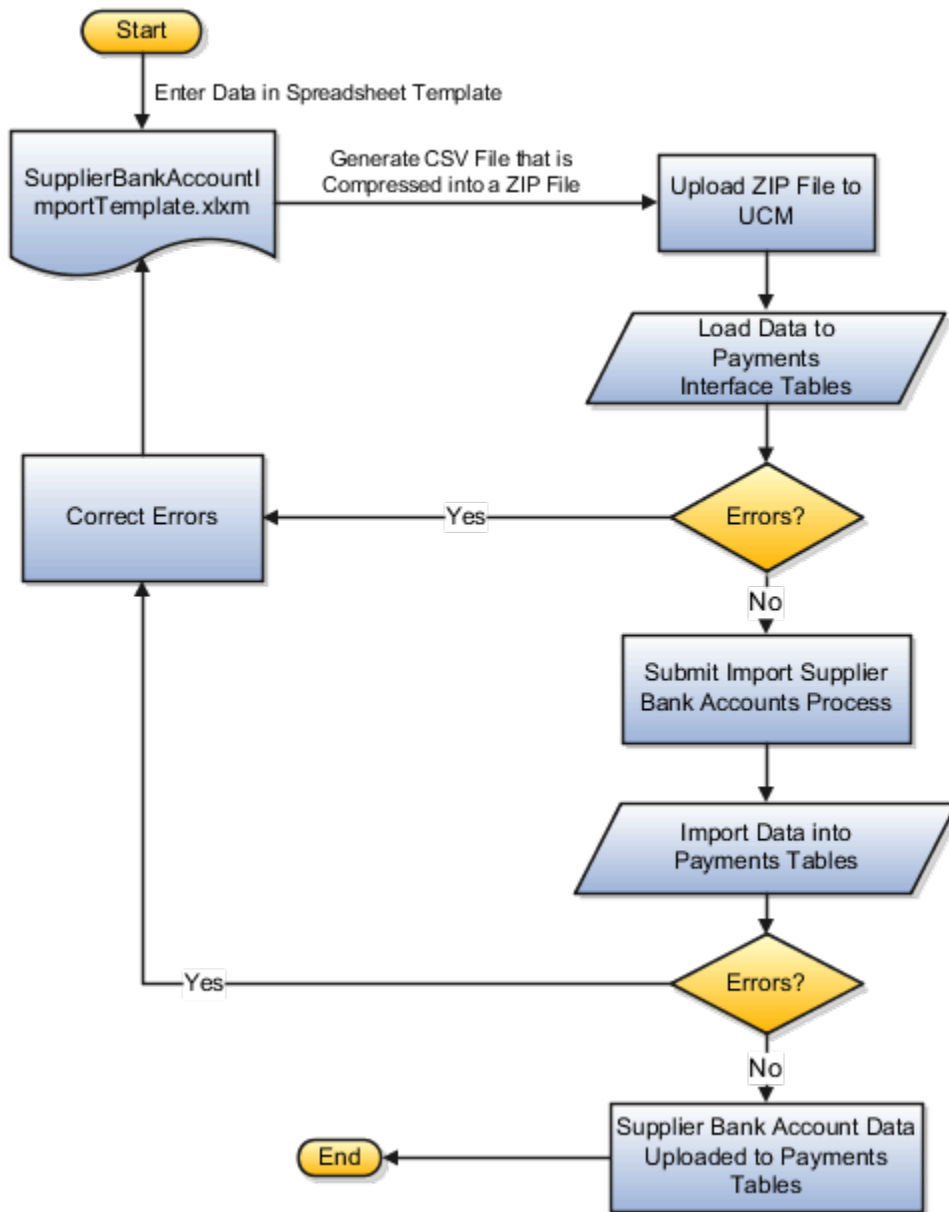 Start
Enter Data in Spreadsheet Template
SupplierBankAccountI
mportTemplate.xlxm
Generate CSV File that is
Compressed into a ZIP File
Upload ZIP File to
UCM
Load Data to
Payments
Interface Tables
Correct Errors
Yes
Errors?
No
Submit Import Supplier
Bank Accounts Process
Import Data into
Payments Tables
Yes
Errors?
No
Supplier Bank Account Data
Uploaded to Payments
Tables
End